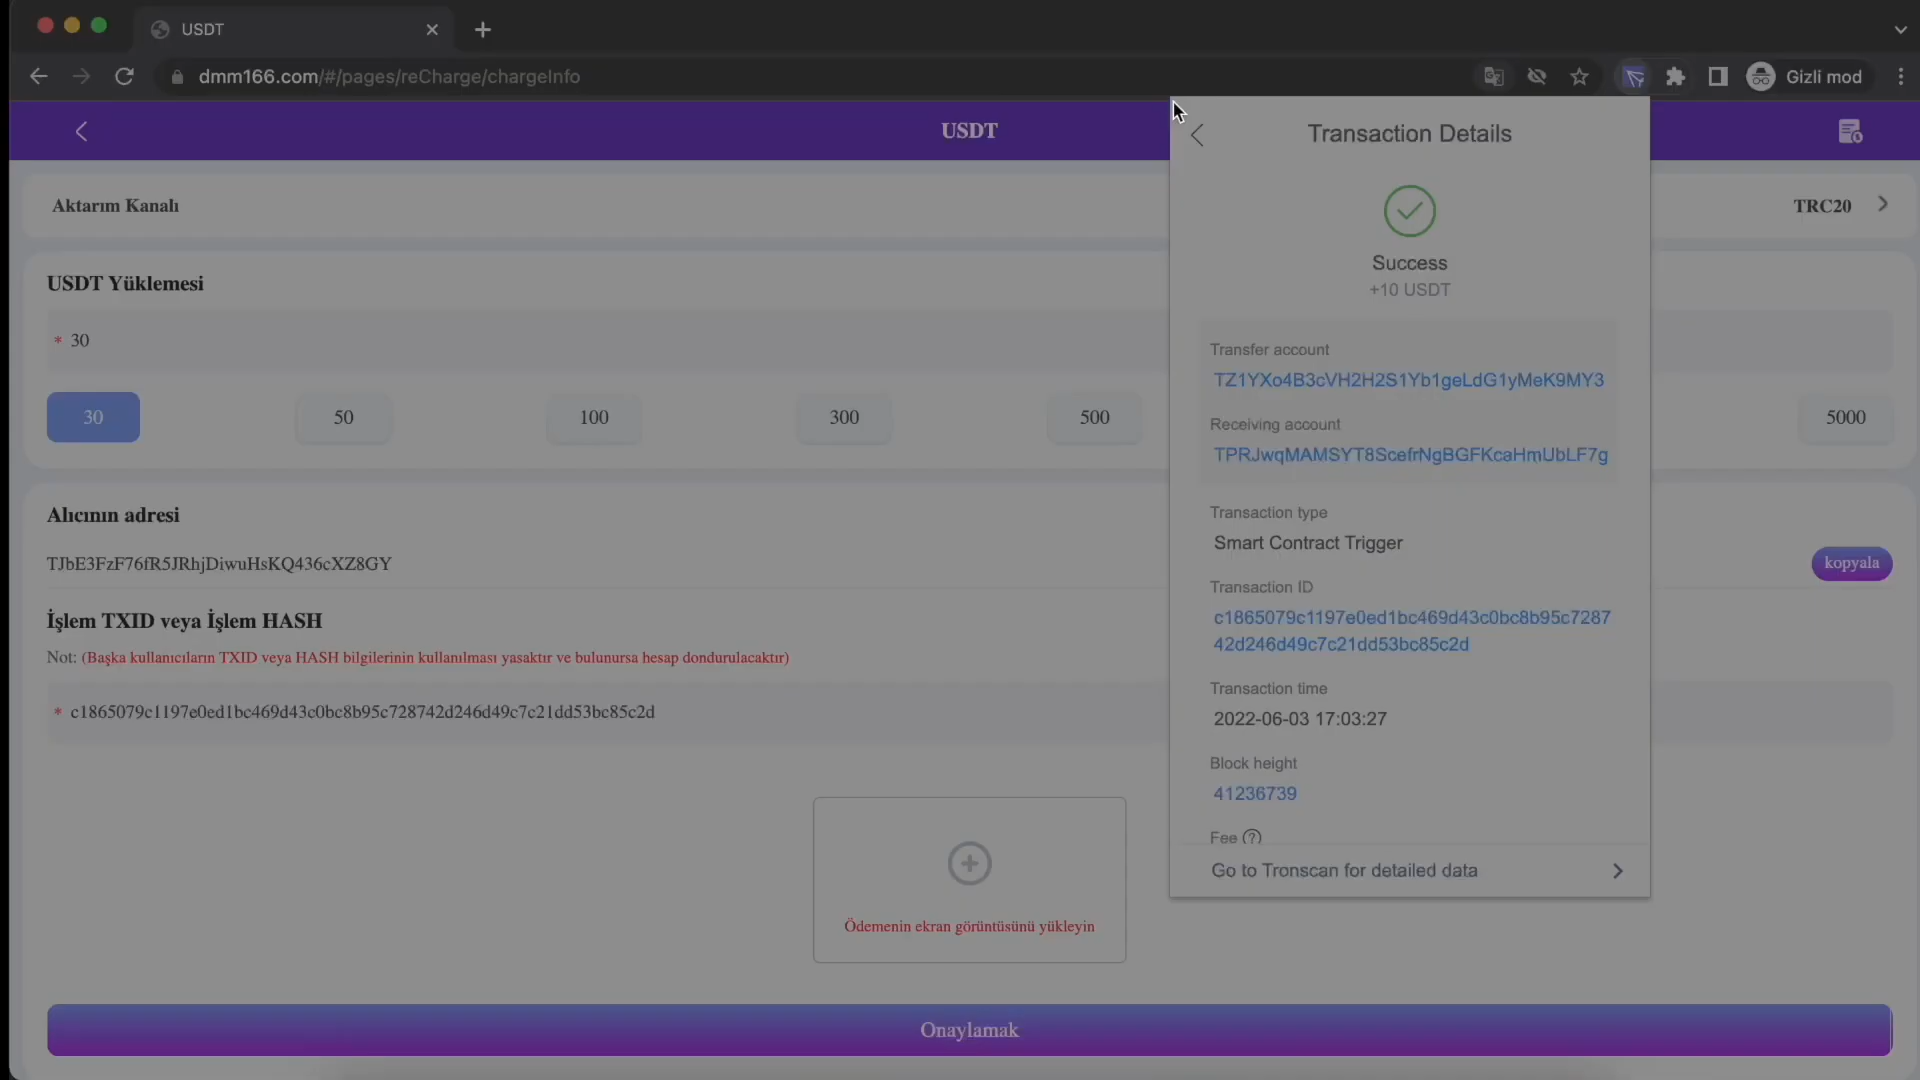 USDT
dmm166.com/#/pages/reCharge/chargeInfo
Gizli mod
USDT
Aktarım Kanalı
TRC20
USDT Yüklemesi
* 30
30
50
100
300
500
5000
Alıcının adresi
TJbE3FzF76fR5JRhjDiwuHsKQ436cXZ8GY
kopyala
İşlem TXID veya İşlem HASH
Not: (Başka kullanıcıların TXID veya HASH bilgilerinin kullanılması yasaktır ve bulunursa hesap dondurulacaktır)
* c1865079c1197e0ed1bc469d43c0bc8b95c728742d246d49c7c21dd53bc85c2d
Ödemenin ekran görüntüsünü yükleyin
Onaylamak
Transaction Details
Success
+10 USDT
Transfer account
TZ1YXo4B3cVH2H2S1Yb1geLdG1yMeK9MY3
Receiving account
TPRJwqMAMSYT8ScefrNgBGFKcaHmUbLF7g
Transaction type
Smart Contract Trigger
Transaction ID
c1865079c1197e0ed1bc469d43c0bc8b95c7287
42d246d49c7c21dd53bc85c2d
Transaction time
2022-06-03 17:03:27
Block height
41236739
Fee ?
Go to Tronscan for detailed data